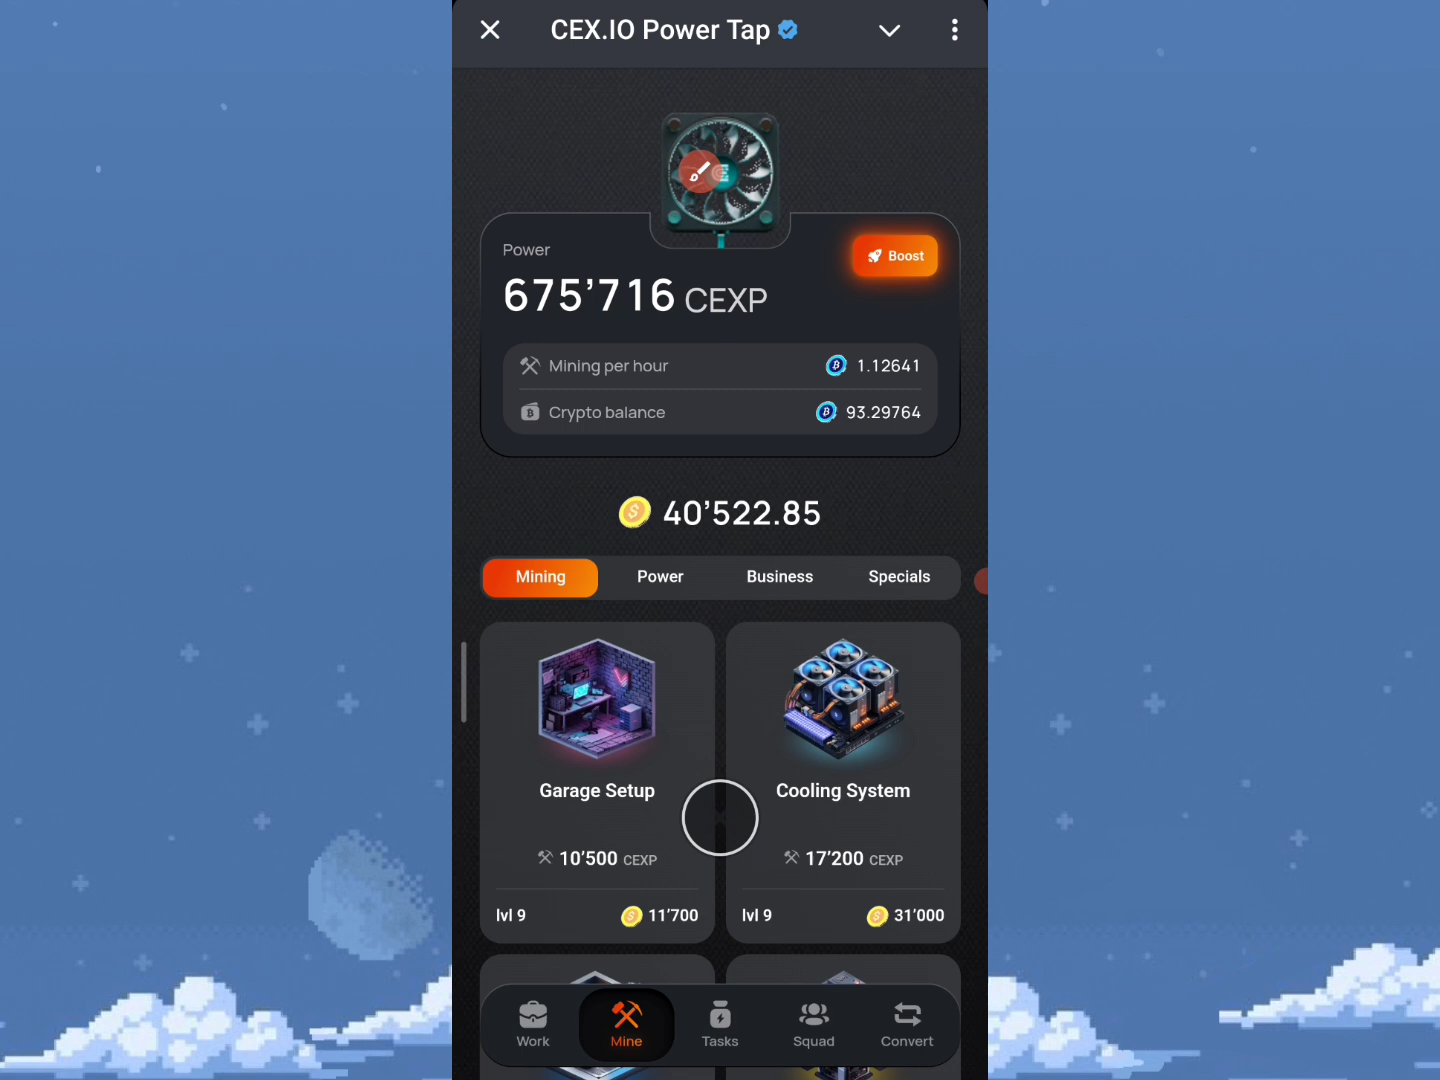 CEX.IO Power Tap
Power
Boost
675’716 CEXP
Mining per hour
1.12641
Crypto balance
93.29764
40’522.85
Mining
Power
Business
Specials
Garage Setup
10’500 CEXP
lvl 9
11’700
Cooling System
17’200 CEXP
lvl 9
31’000
Work
Mine
Tasks
Squad
Convert